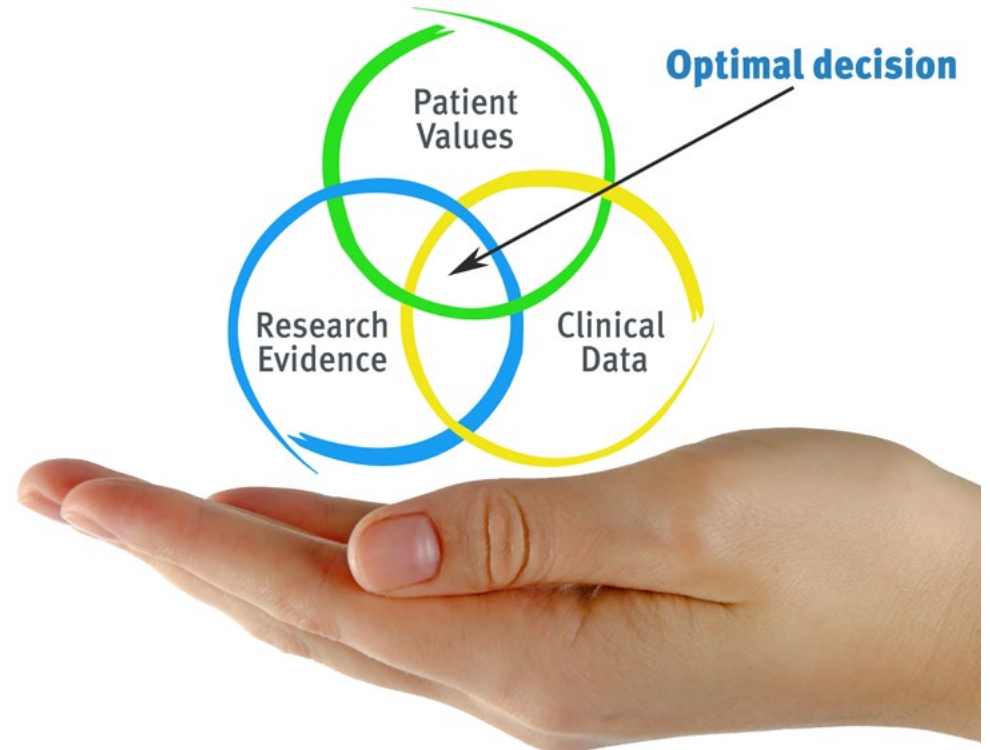 Optimal decision
Patient
Values
Research
Evidence
Clinical
Data